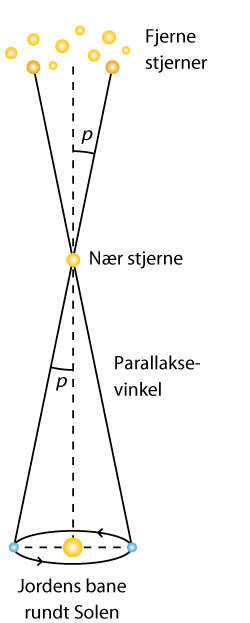 Fjerne
stjerner
p
Nær stjerne
Parallakse-
vinkel
p
Jordens bane
rundt Solen